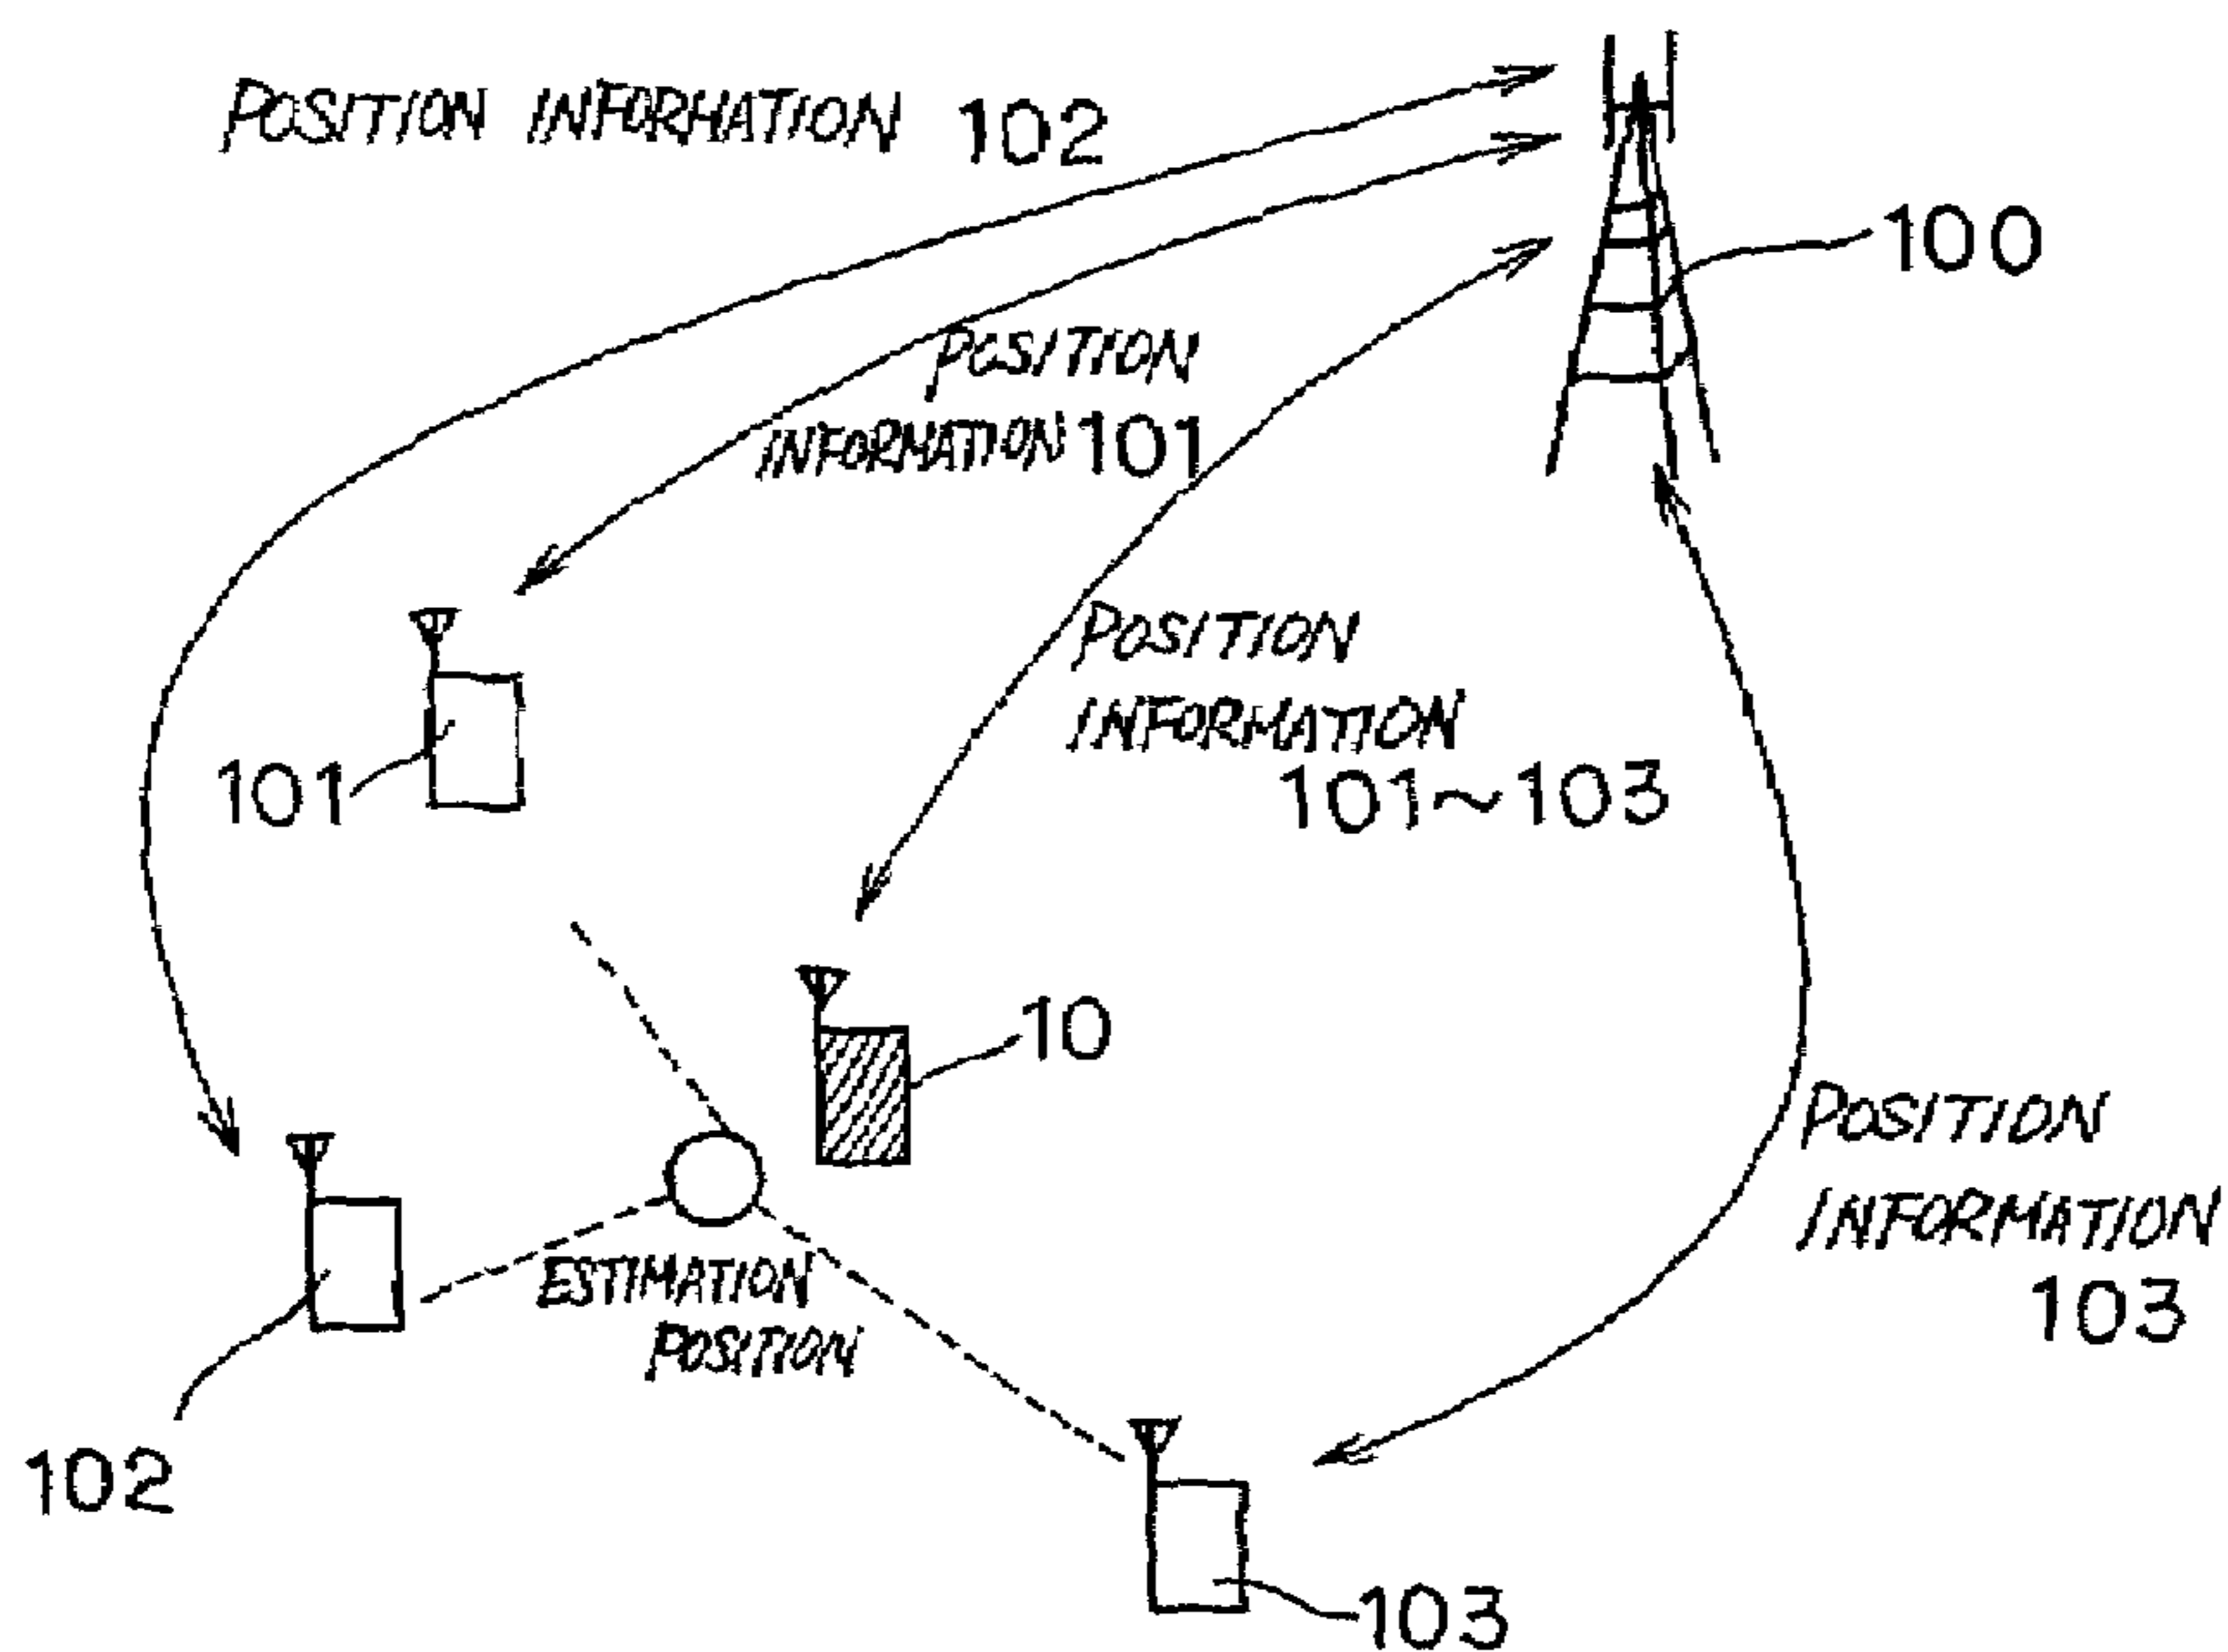 POSITION INFORMATION 102
100
POSITION
INFORMATION 101
POSITION
INFORMATION
101~103
101
10
POSITION
INFORMATION
103
ESTIMATION
POSITION
102
103